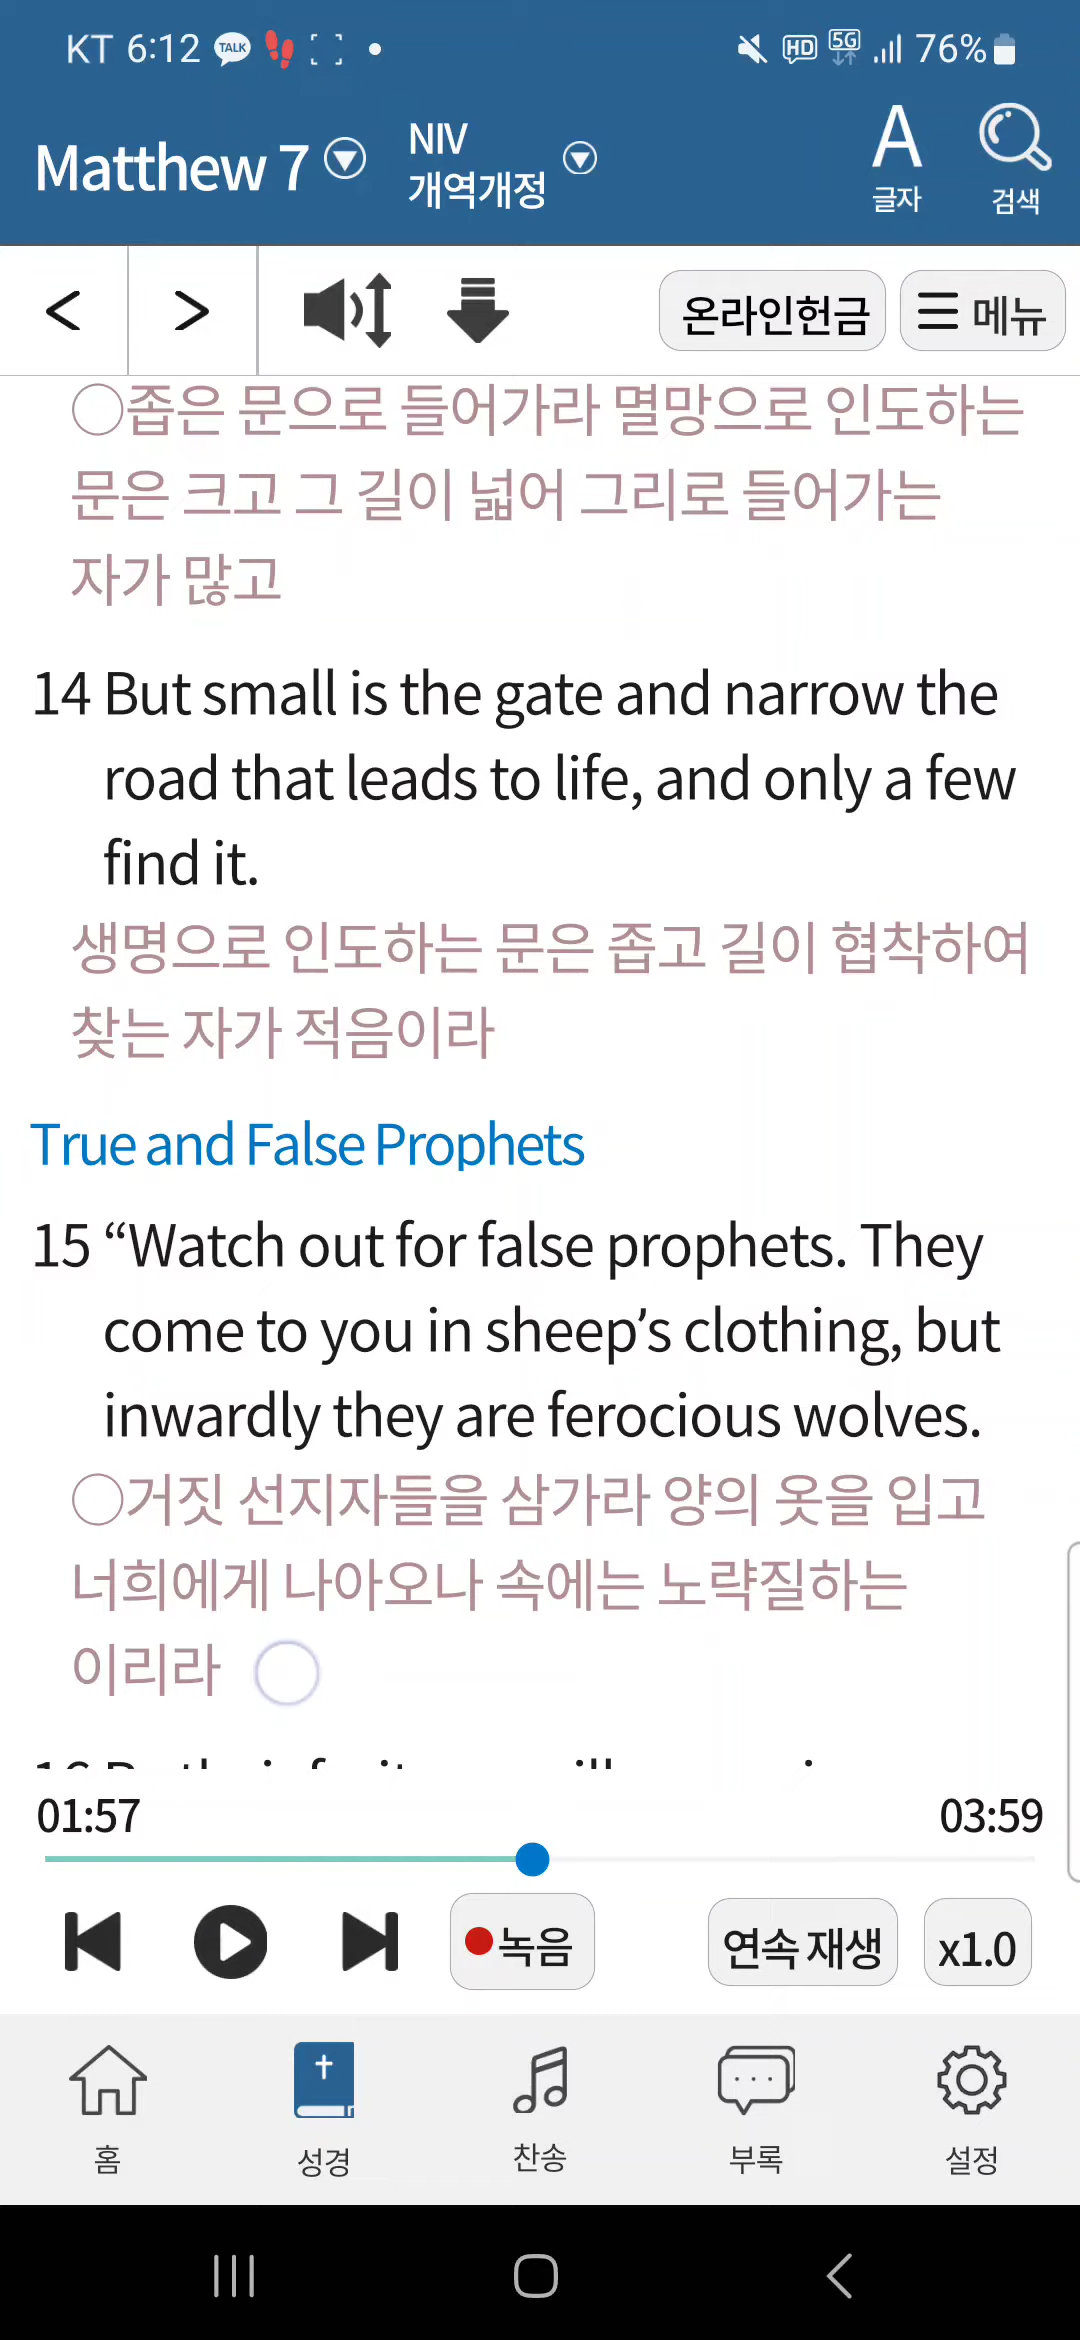 KT 6:12 TALK HD 5G 76%
Matthew 7 NIV 개역개정
A 글자 검색
< > 온라인헌금 메뉴
○좁은 문으로 들어가라 멸망으로 인도하는
문은 크고 그 길이 넓어 그리로 들어가는
자가 많고
14 But small is the gate and narrow the
road that leads to life, and only a few
find it.
생명으로 인도하는 문은 좁고 길이 협착하여
찾는 자가 적음이라
True and False Prophets
15 “Watch out for false prophets. They
come to you in sheep’s clothing, but
inwardly they are ferocious wolves.
○거짓 선지자들을 삼가라 양의 옷을 입고
너희에게 나아오나 속에는 노략질하는
이리라
01:57 03:59
녹음 연속 재생 x1.0
홈 성경 찬송 부록 설정